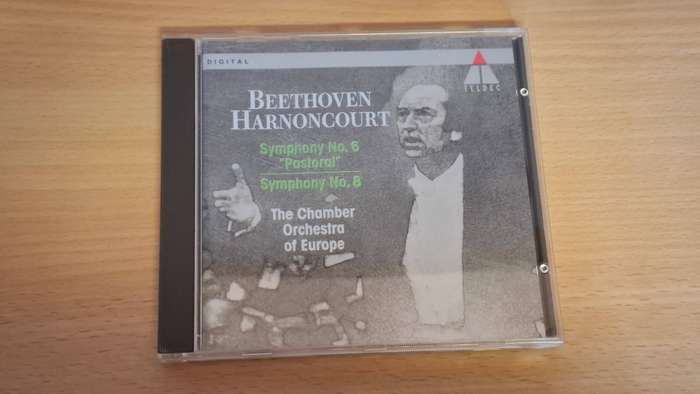 DIGITAL
TELDEC
BEETHOVEN
HARNONCOURT
Symphony No. 6
"Pastoral"
Symphony No. 8
The Chamber
Orchestra
of Europe